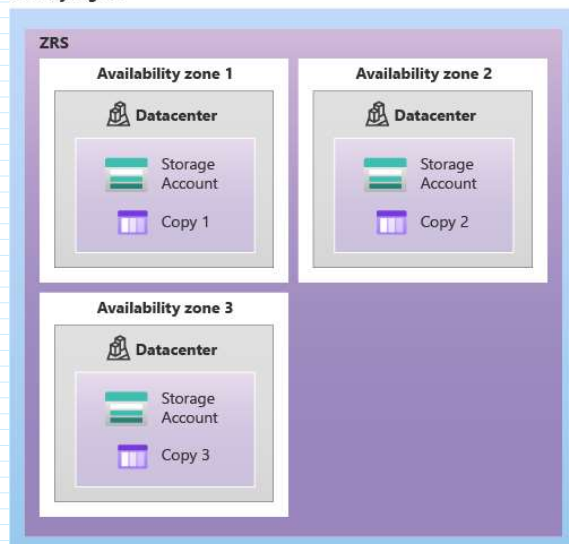 ZRS
Availability zone 1
Datacenter
Storage
Account
Copy 1
Availability zone 2
Datacenter
Storage
Account
Copy 2
Availability zone 3
Datacenter
Storage
Account
Copy 3